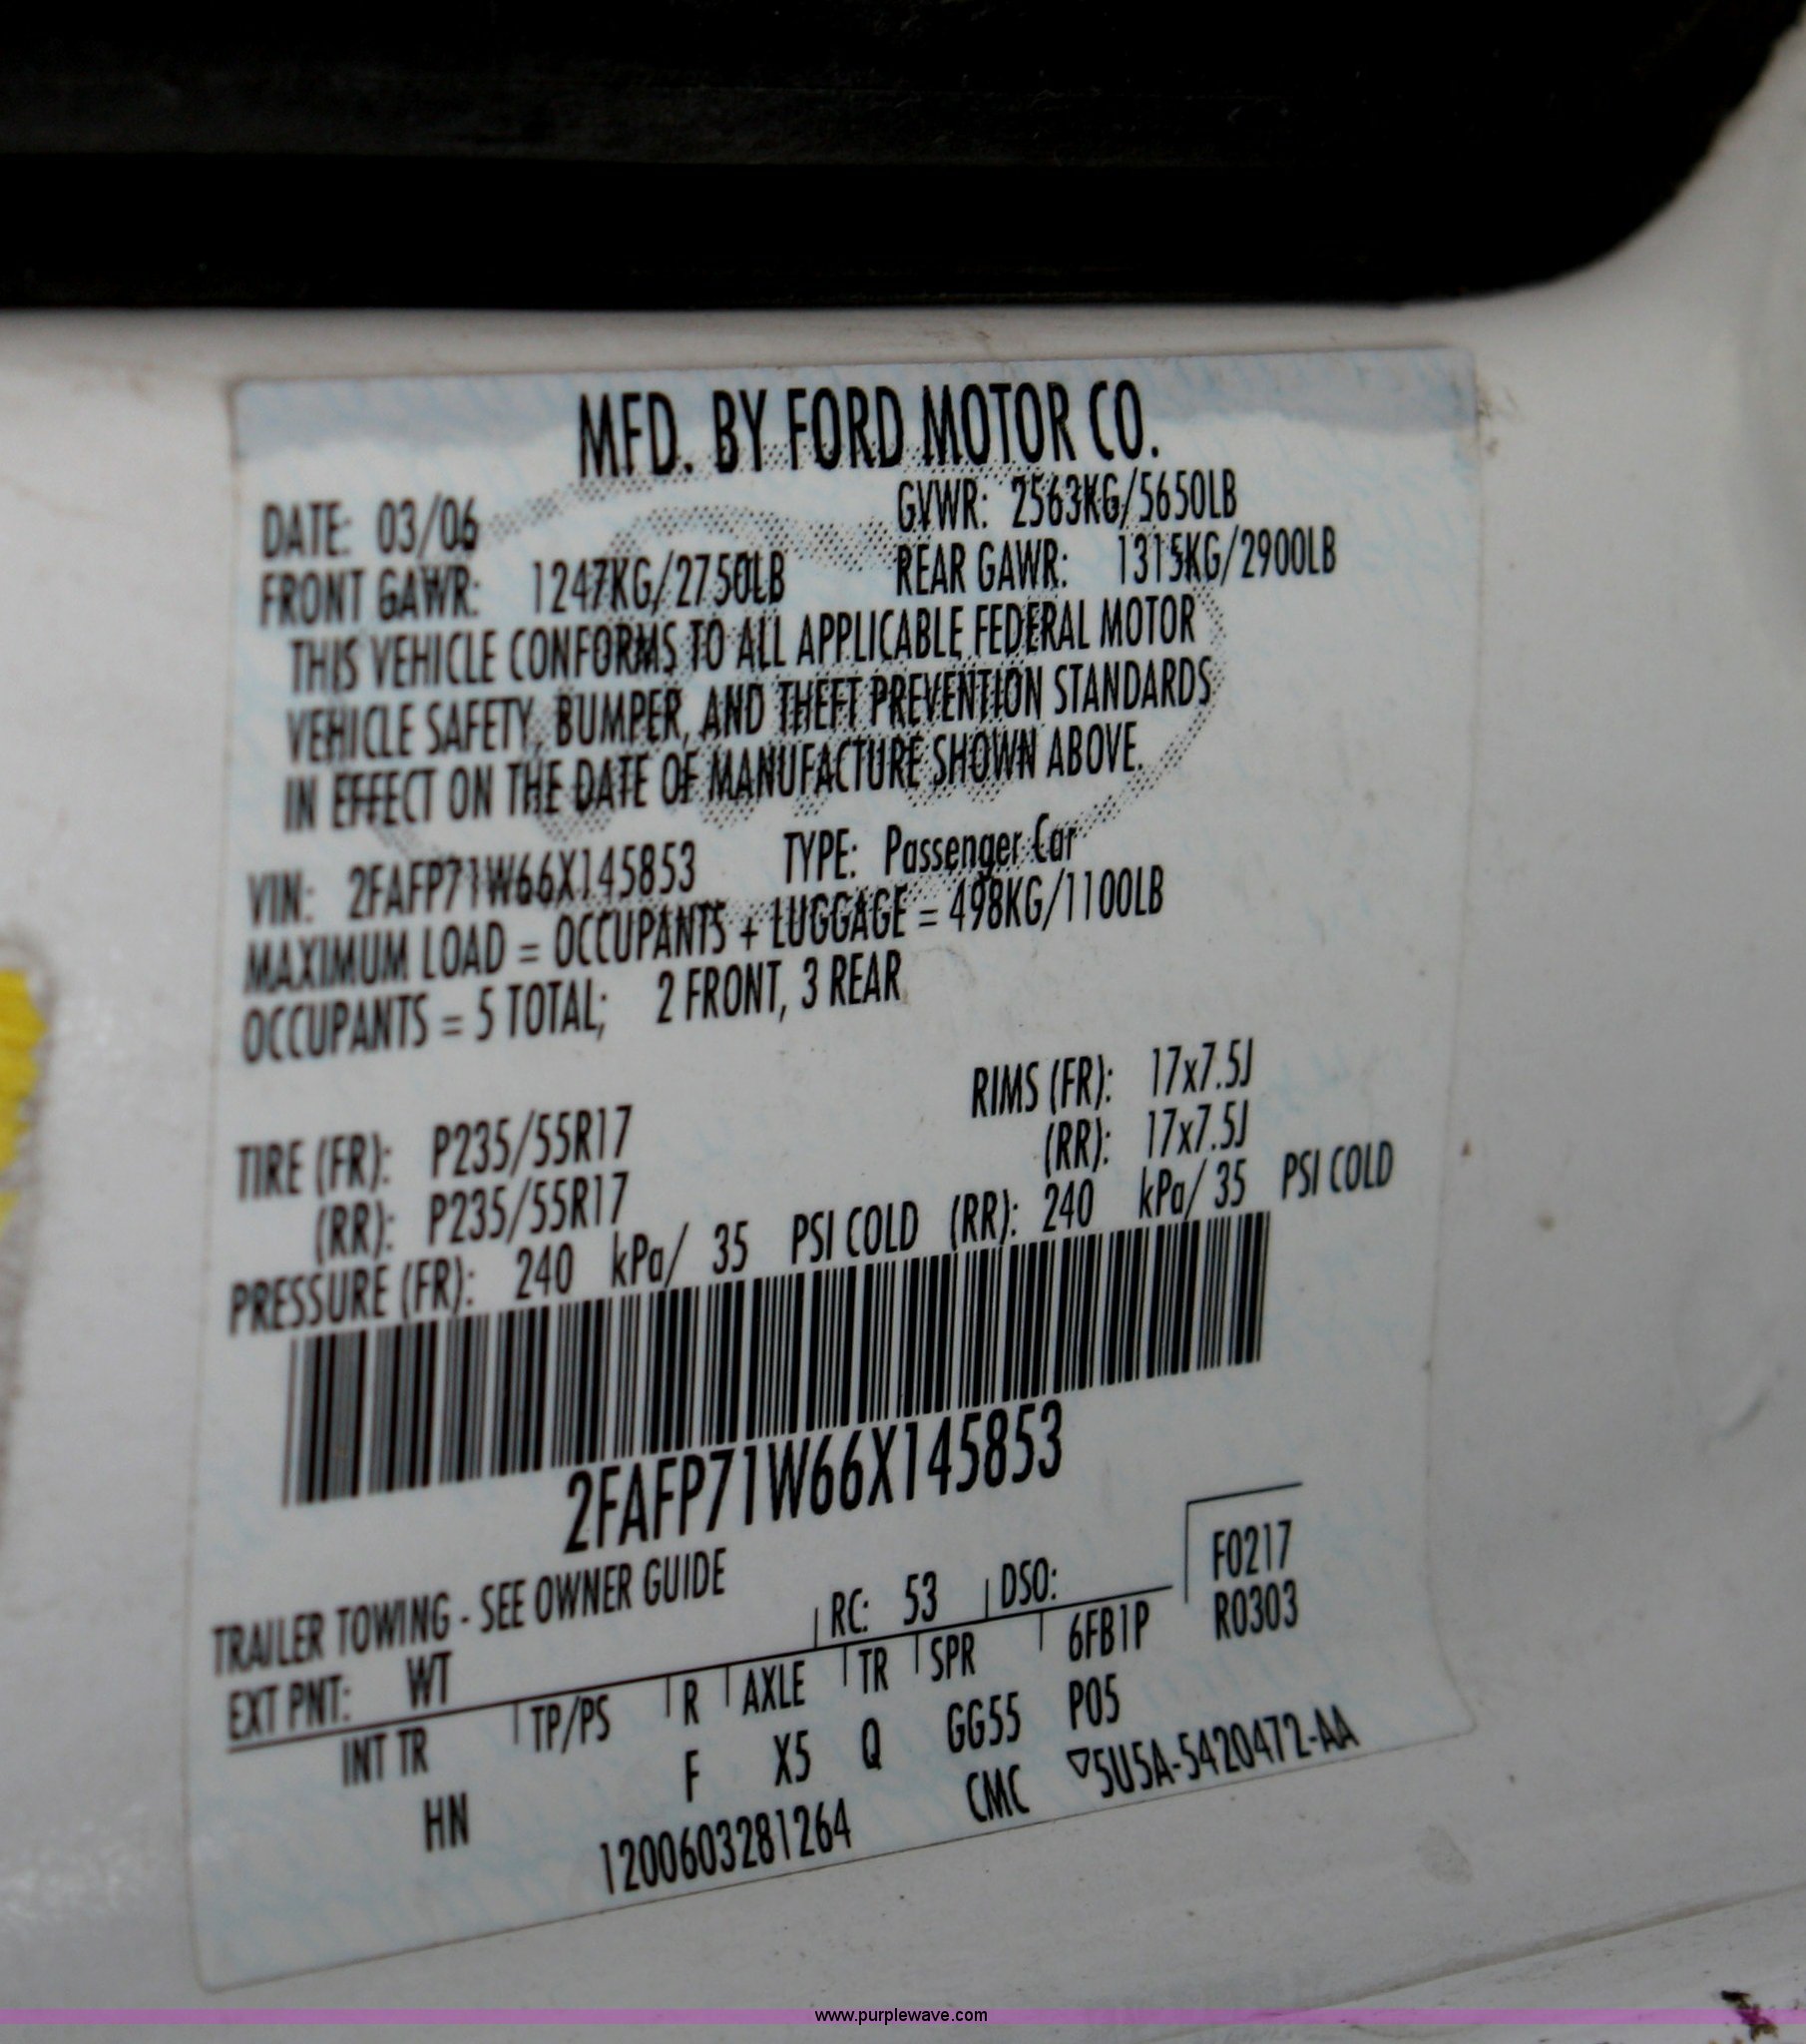 MFD. BY FORD MOTOR CO.
DATE: 03/06 GVWR: 2563KG/5650LB
FRONT GAWR: 1247KG/2750LB REAR GAWR: 1315KG/2900LB
THIS VEHICLE CONFORMS TO ALL APPLICABLE FEDERAL MOTOR
VEHICLE SAFETY, BUMPER, AND THEFT PREVENTION STANDARDS
IN EFFECT ON THE DATE OF MANUFACTURE SHOWN ABOVE.
VIN: 2FAFP71W66X145853 TYPE: Passenger Car
MAXIMUM LOAD = OCCUPANTS + LUGGAGE = 498KG/1100LB
OCCUPANTS = 5 TOTAL; 2 FRONT, 3 REAR
TIRE (FR): P235/55R17 RIMS (FR): 17x7.5J
(RR): P235/55R17 (RR): 17x7.5J
PRESSURE (FR): 240 kPa/ 35 PSI COLD (RR): 240 kPa/ 35 PSI COLD
2FAFP71W66X145853
TRAILER TOWING - SEE OWNER GUIDE F0217
EXT PNT: WT RC: 53 DSO: R0303
INT TR TP/PS R AXLE TR SPR 6FB1P
HN F X5 Q GG55 P05
1200603281264 CMC ▽5U5A-5420472-AA
www.purplewave.com